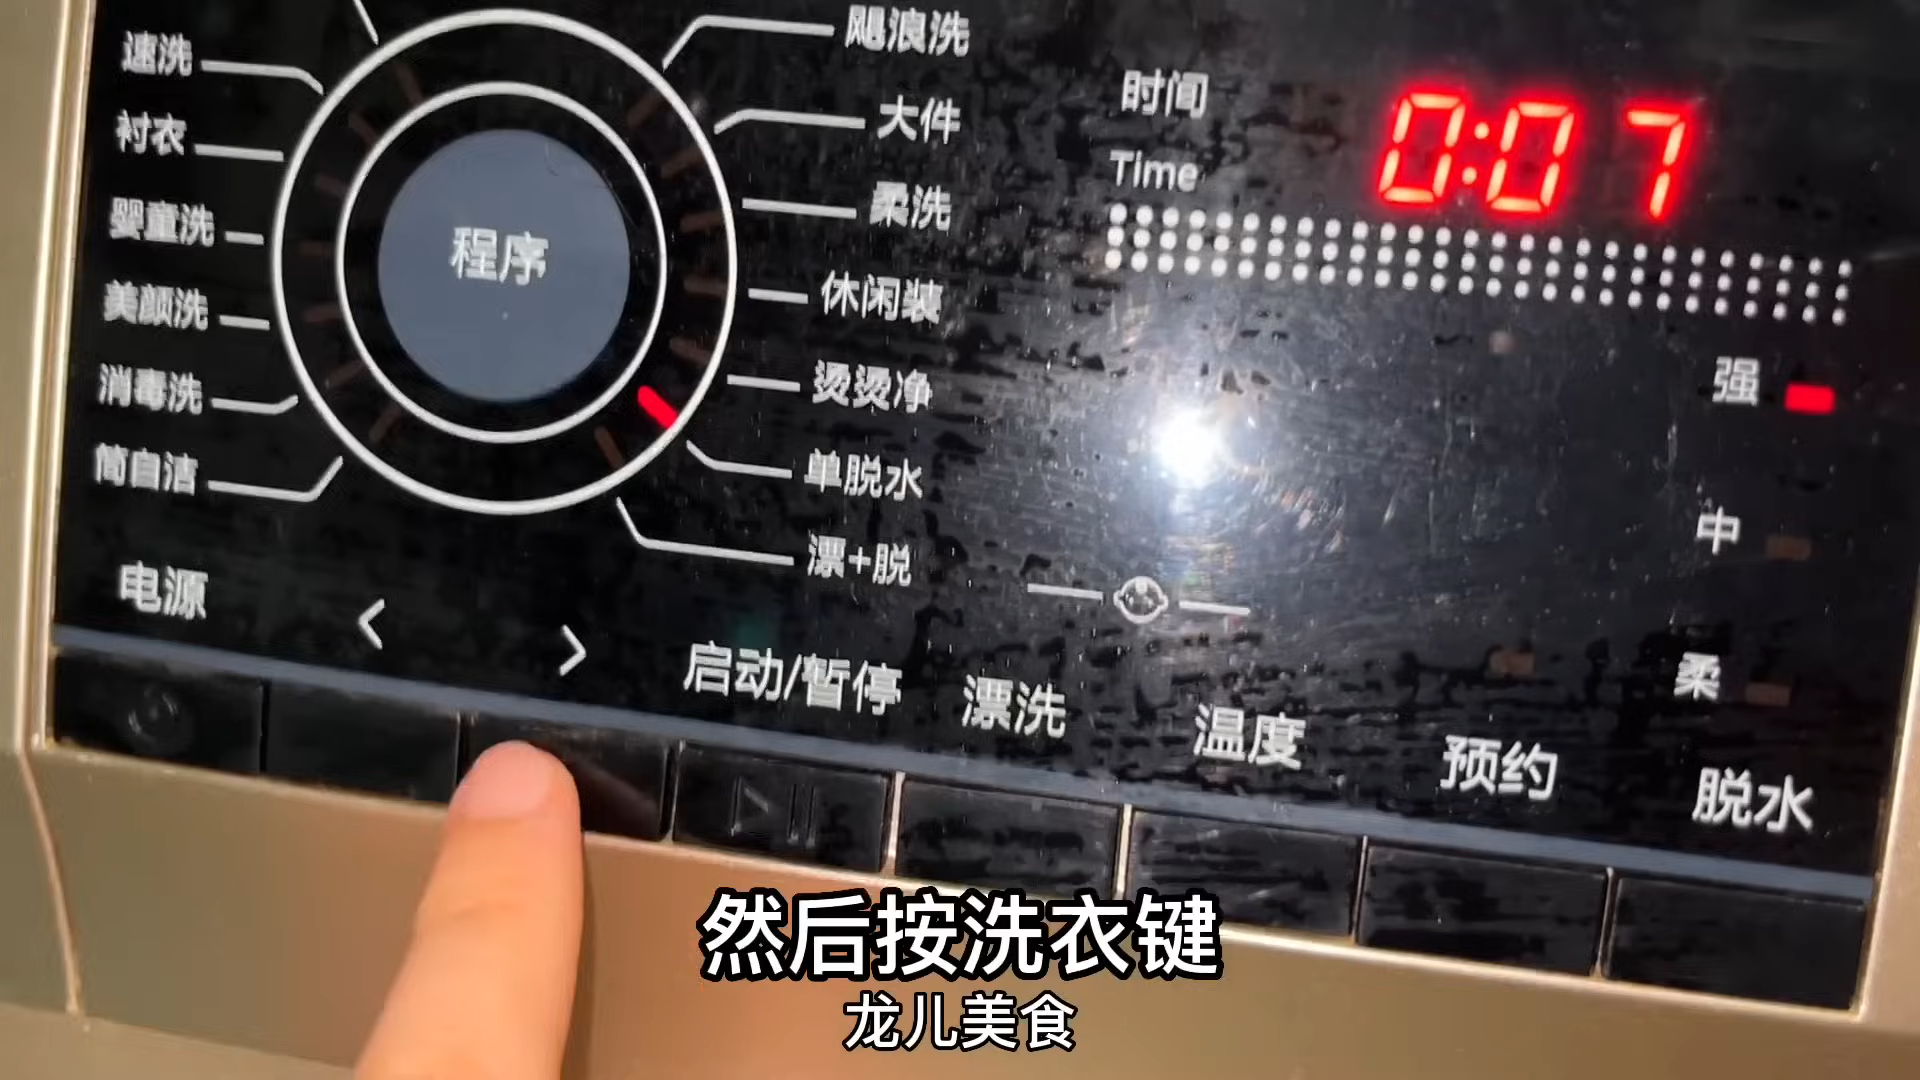 速洗
衬衣
婴童洗
美颜洗
消毒洗
筒自洁
程序
飓浪洗
大件
柔洗
休闲装
烫烫净
单脱水
漂+脱
时间
Time
0:07
强
中
柔
电源
<
>
启动/暂停
漂洗
温度
预约
脱水
然后按洗衣键
龙儿美食